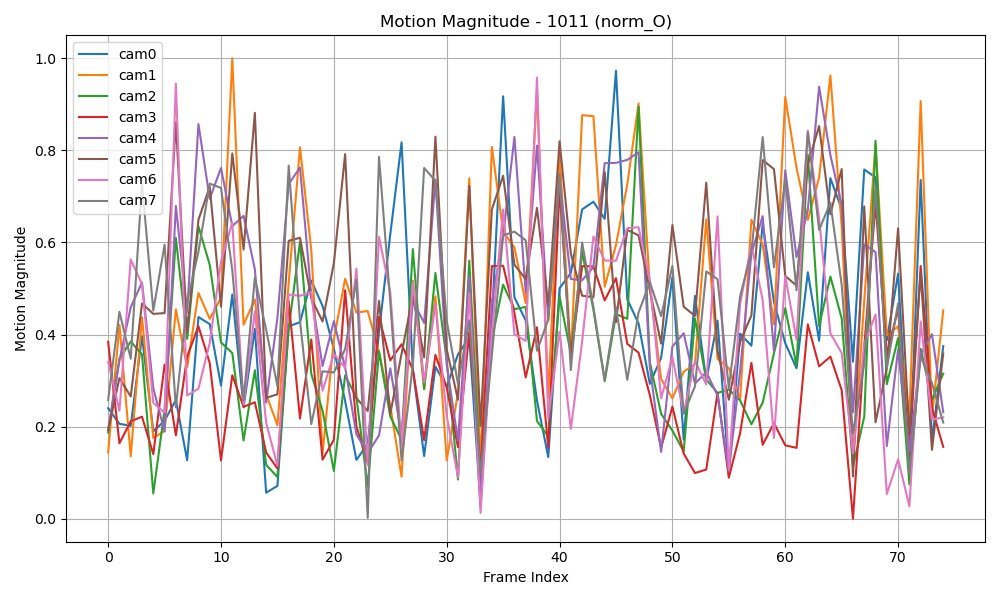 Motion Magnitude - 1011 (norm_O)
cam0
cam1
cam2
cam3
cam4
cam5
cam6
cam7
Motion Magnitude
1.0
0.8
0.6
0.4
0.2
0.0
0 10 20 30 40 50 60 70
Frame Index